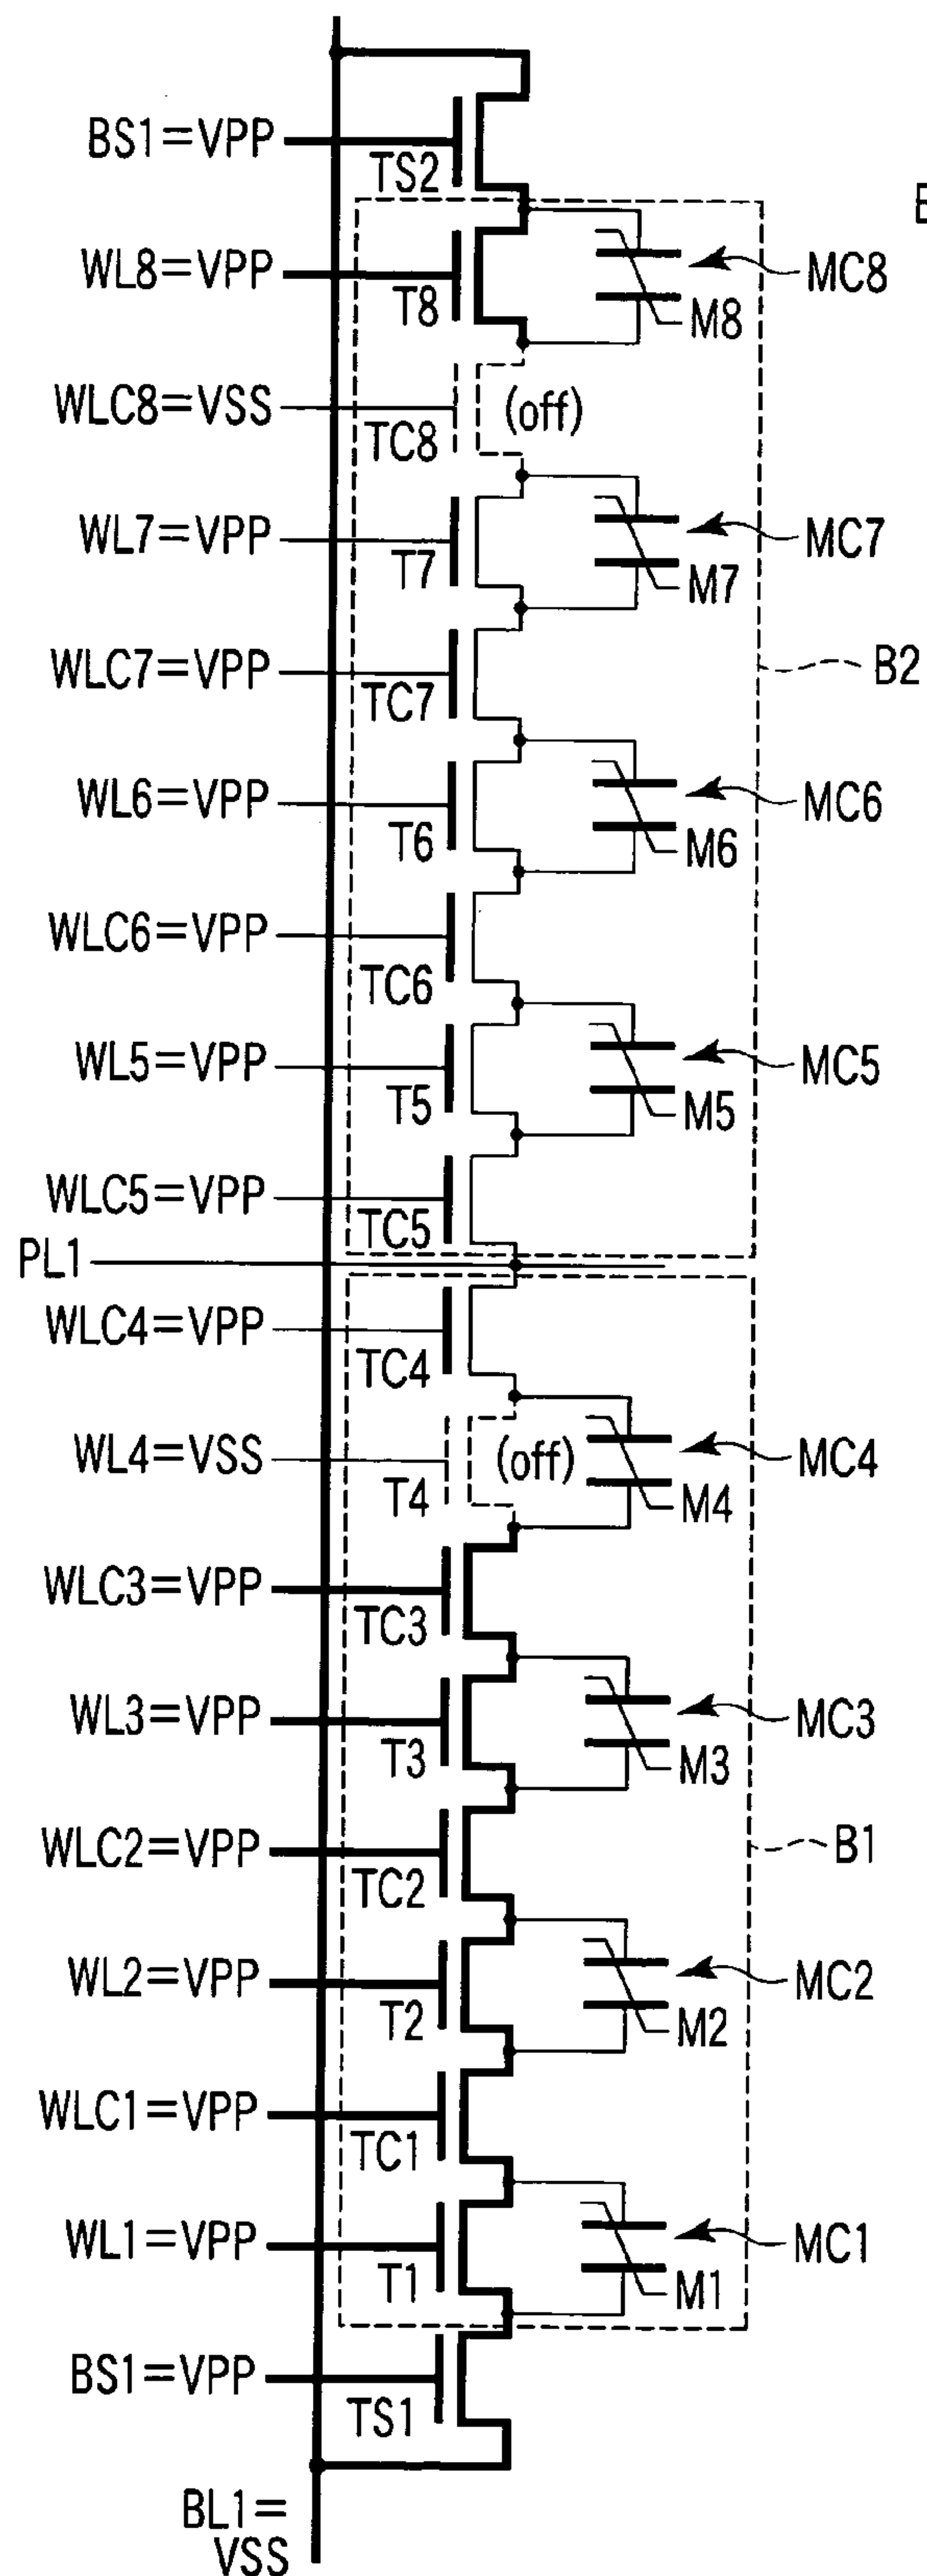 BS1=VPP
TS2
WL8=VPP
T8
M8
MC8
WLC8=VSS
TC8
(off)
WL7=VPP
T7
M7
MC7
WLC7=VPP
TC7
B2
WL6=VPP
T6
M6
MC6
WLC6=VPP
TC6
WL5=VPP
T5
M5
MC5
WLC5=VPP
TC5
PL1
WLC4=VPP
TC4
WL4=VSS
T4
(off)
M4
MC4
WLC3=VPP
TC3
WL3=VPP
T3
M3
MC3
WLC2=VPP
TC2
B1
WL2=VPP
T2
M2
MC2
WLC1=VPP
TC1
WL1=VPP
T1
M1
MC1
BS1=VPP
TS1
BL1=
VSS